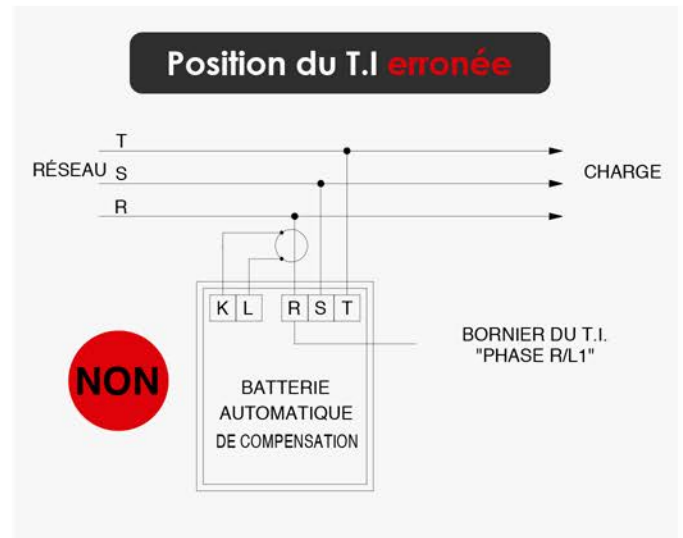 Position du T.I erronée
T
RÉSEAU S
CHARGE
R
K L R S T
BORNIER DU T.I.
"PHASE R/L1"
NON
BATTERIE
AUTOMATIQUE
DE COMPENSATION